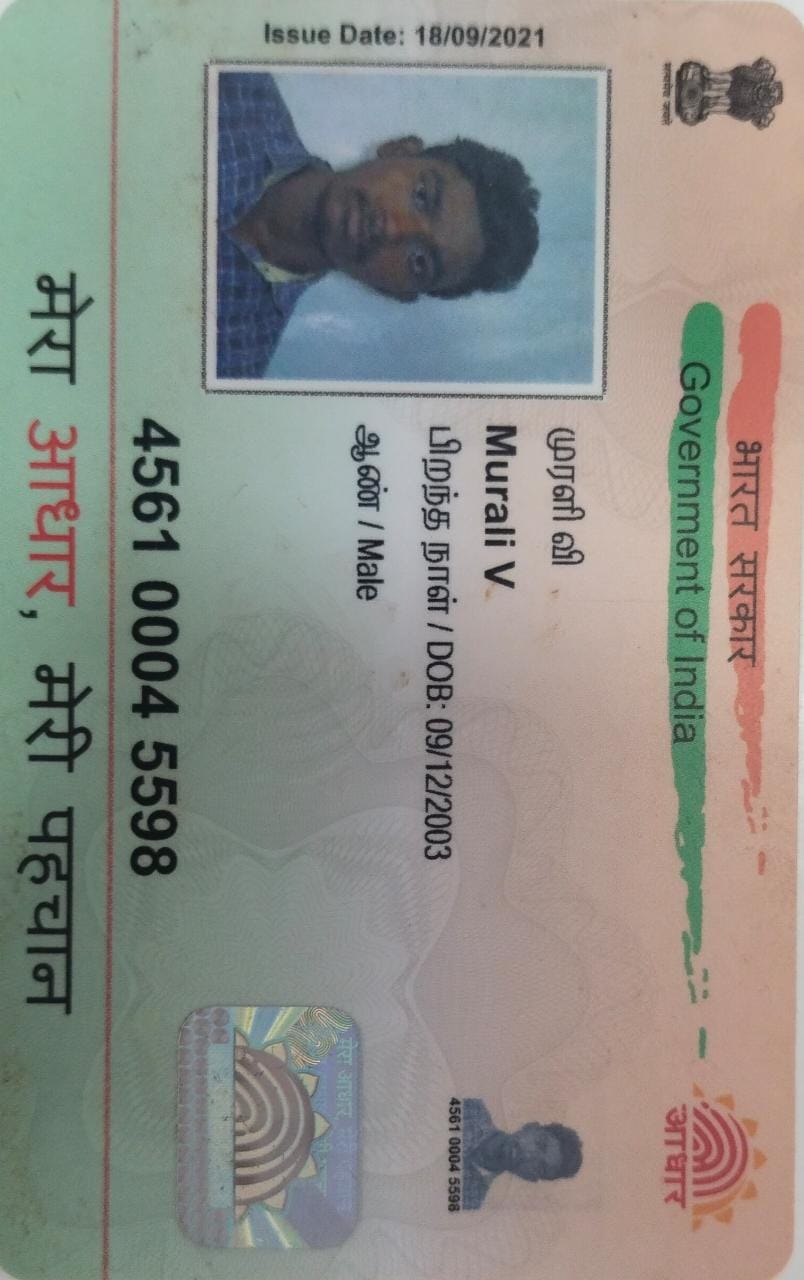 भारत सरकार
Government of India
सत्यमेव जयते
आधार
Issue Date: 18/09/2021
முரளி வி
Murali V
பிறந்த நாள் / DOB: 09/12/2003
ஆண் / Male
4561 0004 5598
मेरा आधार, मेरी पहचान
4561 0004 5598
मेरा आधार, मेरी पहचान